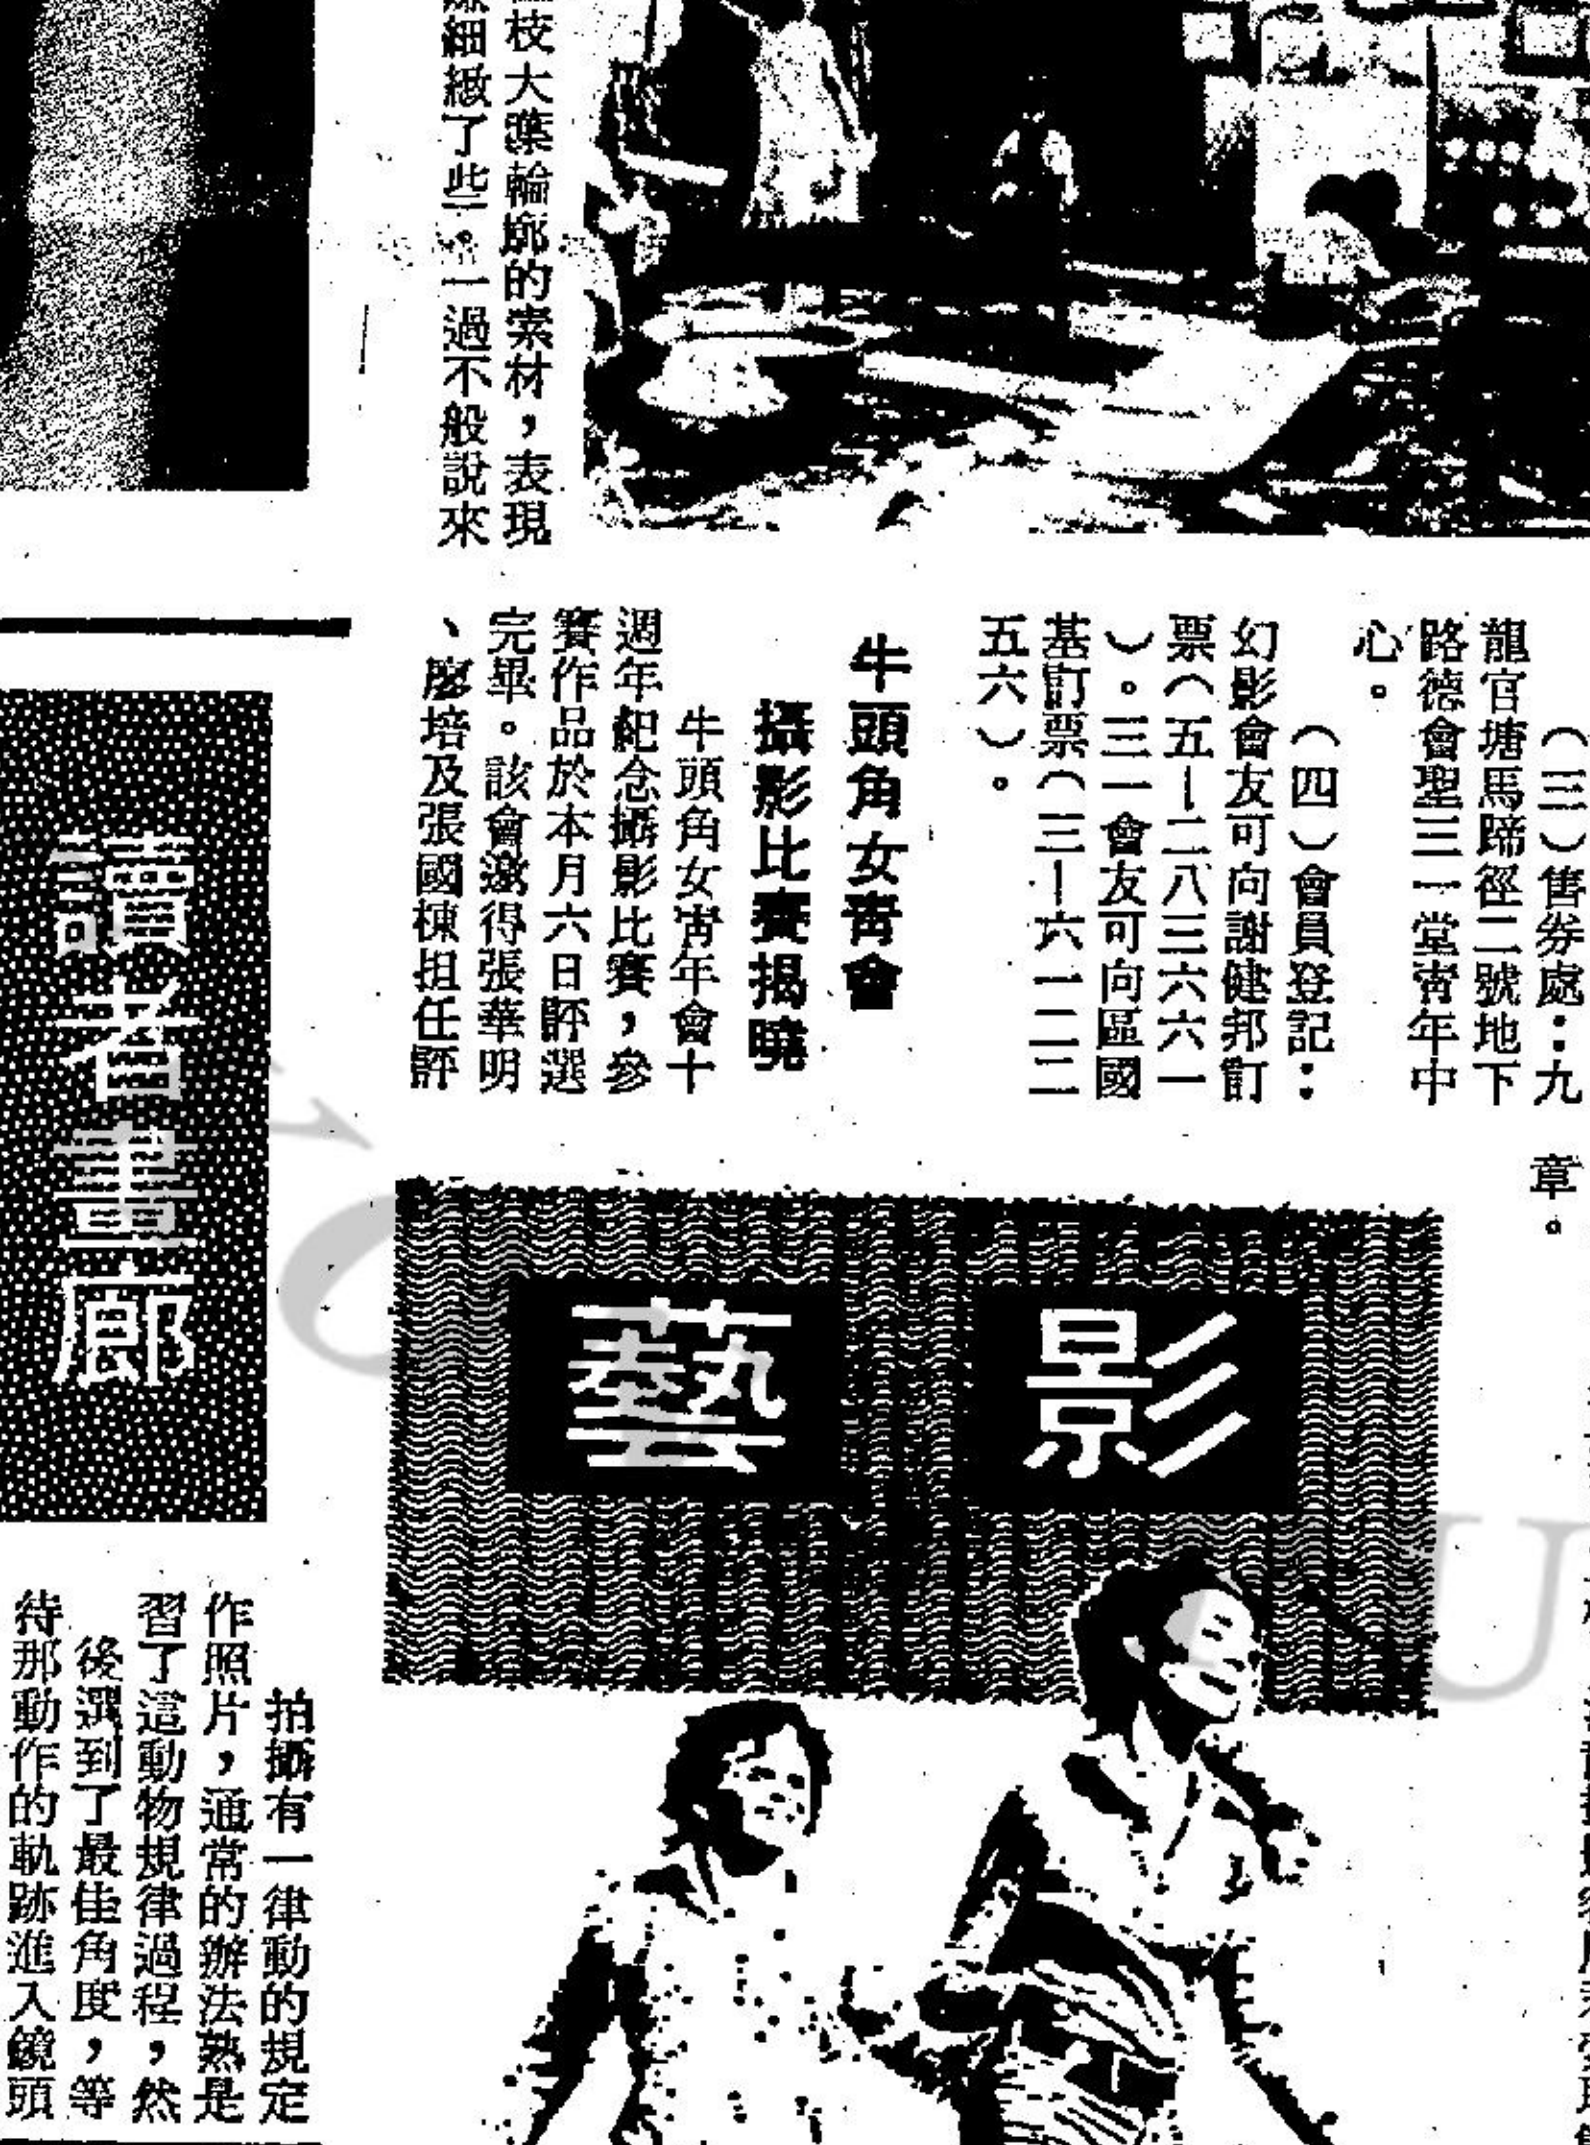 枝大葉輪廓的素材，表現
細緻了些。一過不般說來
（三）售券處：九
龍官塘馬蹄徑二號地下
路德會聖三一堂靑年中
心。
（四）會員登記：
幻影會友可向謝健邦訂
票（五－二八三六六一
）。三一會友可向區國
基訂票（三－六一二二
五六）。
牛頭角女靑會
攝影比賽揭曉
牛頭角女靑年會十
週年紀念攝影比賽，參
賽作品於本月六日評選
完畢。該會邀得張華明
、廖培及張國棟担任評
章。
影藝
讀者畫廊
拍攝有一律動的規定
作照片，通常的辦法熟是
習了這動物規律過程，然
後選到了最佳角度，等
待那動作的軌跡進入鏡頭